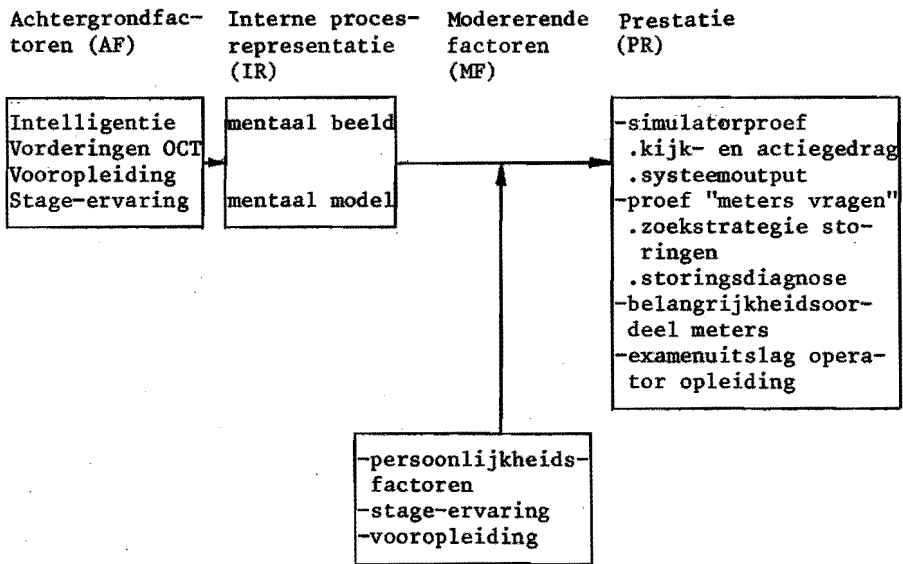 Achtergrondfac-
toren (AF)
Interne proces-
representatie
(IR)
Modererende
factoren
(MF)
Prestatie
(PR)
Intelligentie
Vorderingen OCT
Vooropleiding
Stage-ervaring
mentaal beeld
mentaal model
-simulatorproef
.kijk- en actiegedrag
.systeemoutput
-proef "meters vragen"
.zoekstrategie sto-
ringen
.storingsdiagnose
-belangrijkheidsoor-
deel meters
-examenuitslag opera-
tor opleiding
-persoonlijkheids-
factoren
-stage-ervaring
-vooropleiding